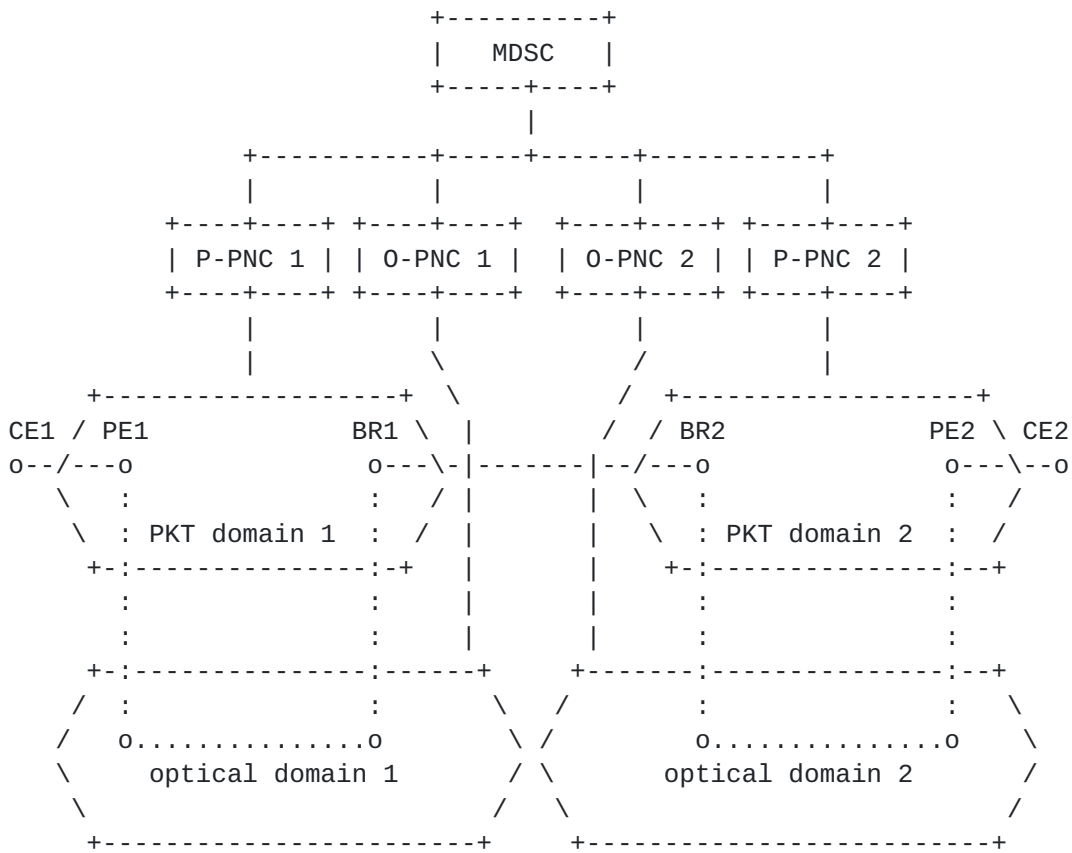 MDSC
P-PNC 1 O-PNC 1 O-PNC 2 P-PNC 2
CE1 PE1 BR1 BR2 PE2 CE2
PKT domain 1 PKT domain 2
optical domain 1 optical domain 2